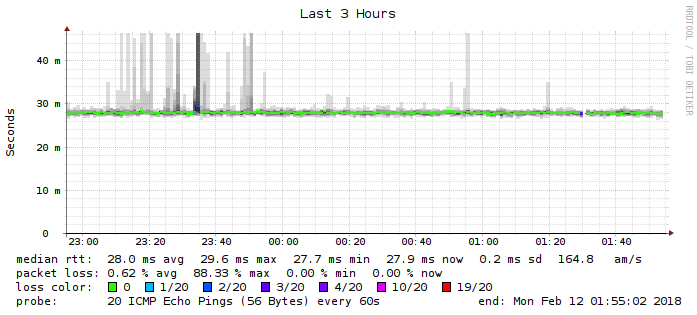 Last 3 Hours
RRDTOOL / TOBI OETIKER
Seconds
40 m
30 m
20 m
10 m
0
23:00 23:20 23:40 00:00 00:20 00:40 01:00 01:20 01:40
median rtt: 28.0 ms avg 29.6 ms max 27.7 ms min 27.9 ms now 0.2 ms sd 164.8 am/s
packet loss: 0.62 % avg 88.33 % max 0.00 % min 0.00 % now
loss color: 0 1/20 2/20 3/20 4/20 10/20 19/20
probe: 20 ICMP Echo Pings (56 Bytes) every 60s end: Mon Feb 12 01:55:02 2018